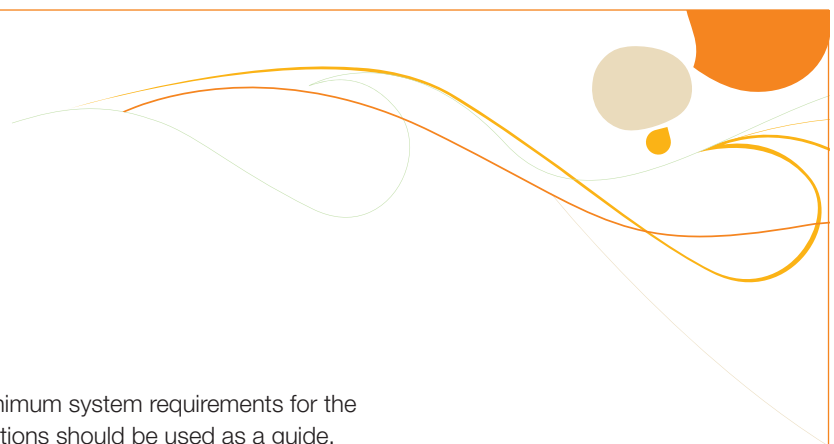 nimum system requirements for the
tions should be used as a guide.